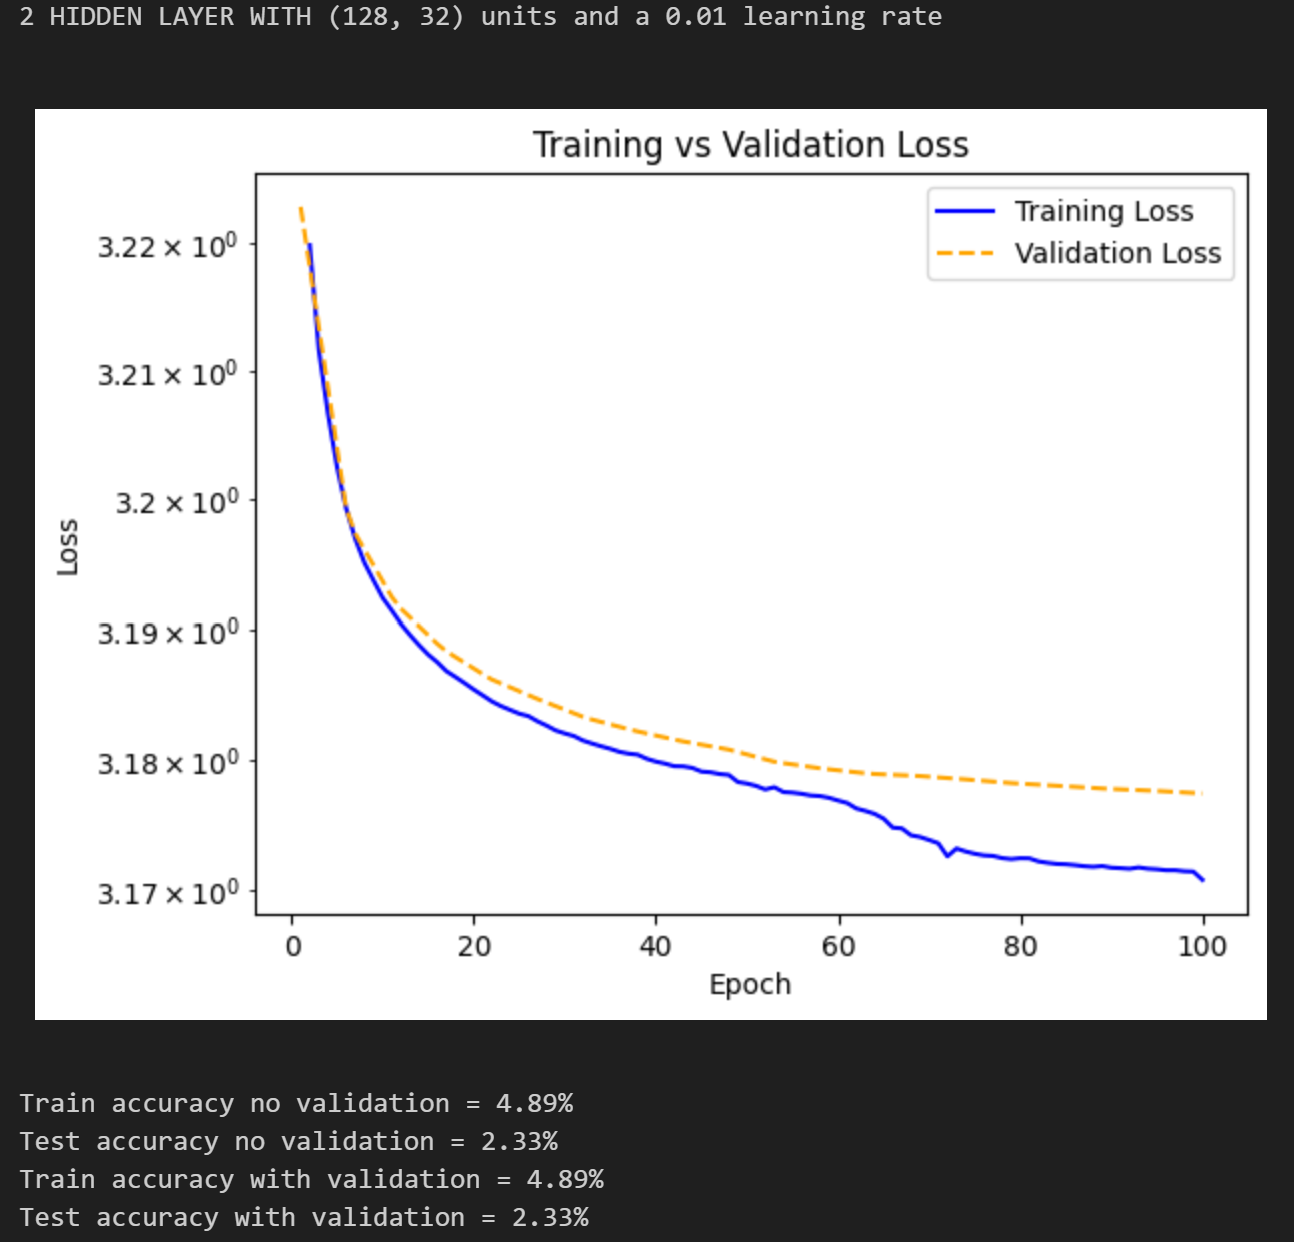 2 HIDDEN LAYER WITH (128, 32) units and a 0.01 learning rate
Training vs Validation Loss
Training Loss
Validation Loss
3.22 × 10⁰
3.21 × 10⁰
3.2 × 10⁰
3.19 × 10⁰
3.18 × 10⁰
3.17 × 10⁰
Loss
0 20 40 60 80 100
Epoch
Train accuracy no validation = 4.89%
Test accuracy no validation = 2.33%
Train accuracy with validation = 4.89%
Test accuracy with validation = 2.33%